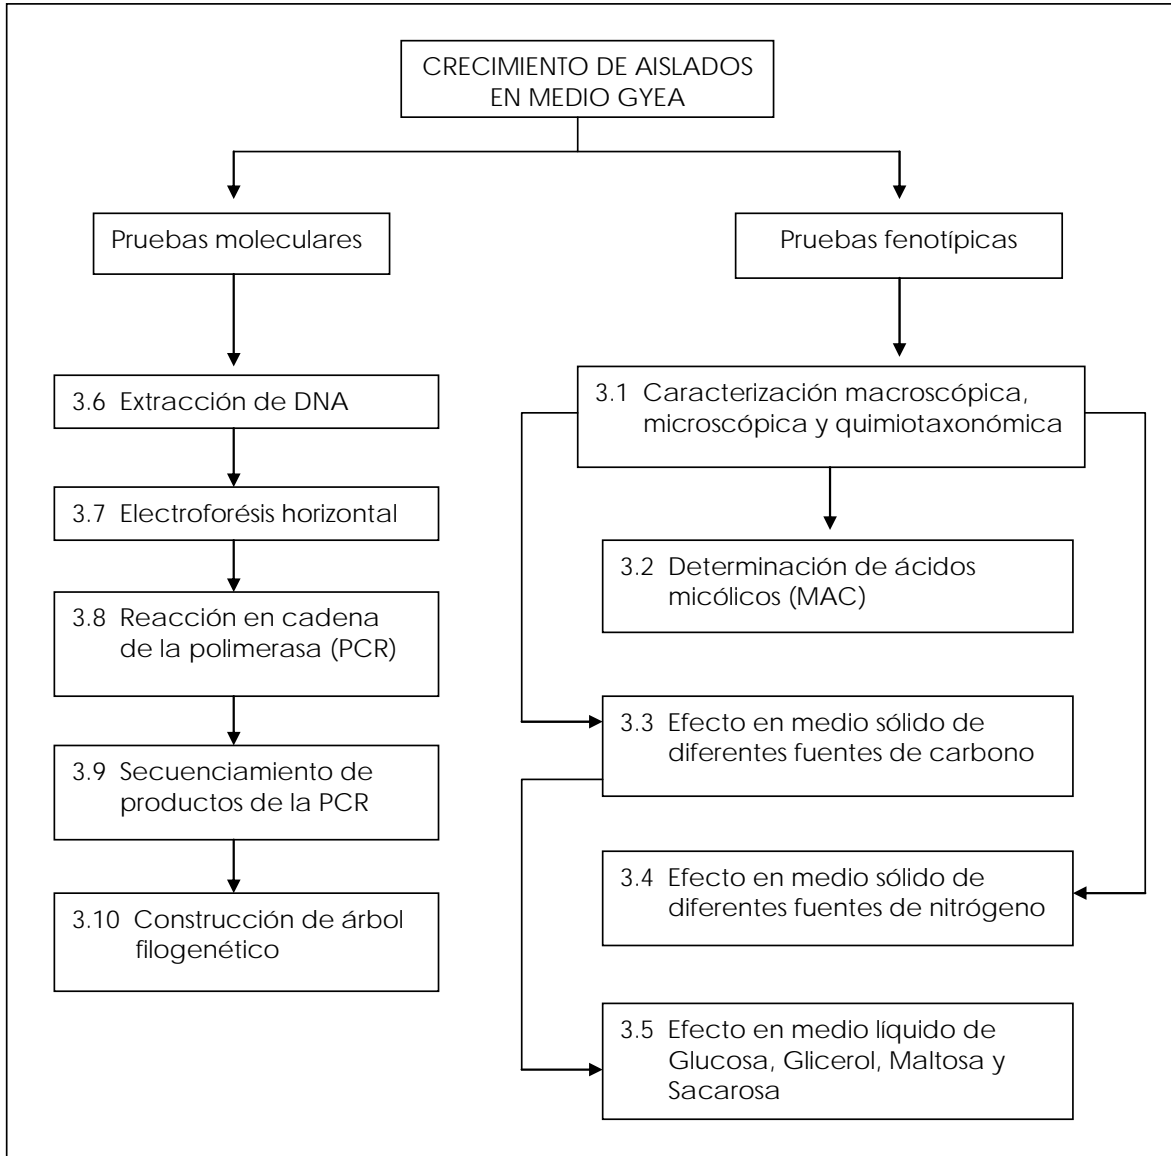 CRECIMIENTO DE AISLADOS
EN MEDIO GYEA
Pruebas moleculares
Pruebas fenotípicas
3.6 Extracción de DNA
3.7 Electroforésis horizontal
3.8 Reacción en cadena
de la polimerasa (PCR)
3.9 Secuenciamiento de
productos de la PCR
3.10 Construcción de árbol
filogenético
3.1 Caracterización macroscópica,
microscópica y quimiotaxonómica
3.2 Determinación de ácidos
micólicos (MAC)
3.3 Efecto en medio sólido de
diferentes fuentes de carbono
3.4 Efecto en medio sólido de
diferentes fuentes de nitrógeno
3.5 Efecto en medio líquido de
Glucosa, Glicerol, Maltosa y
Sacarosa